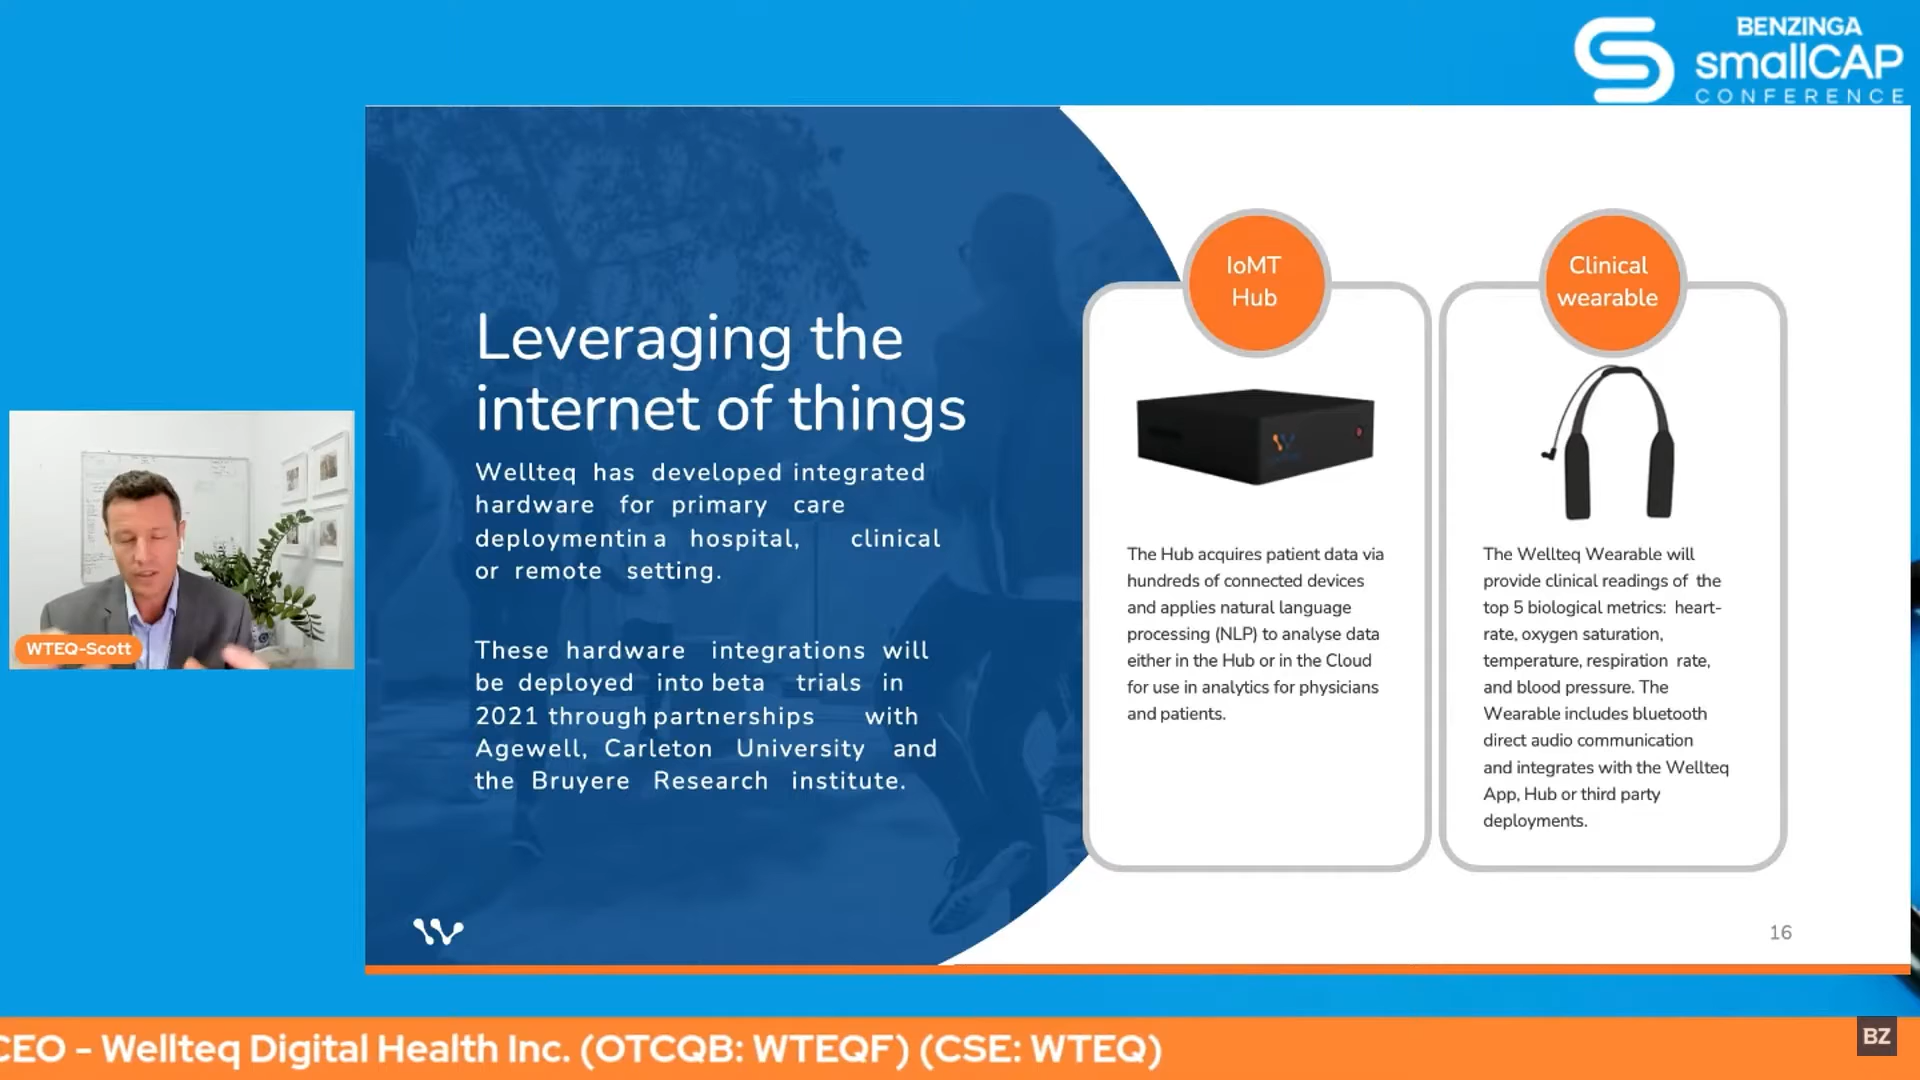 BENZINGA
smallCAP
CONFERENCE
Leveraging the
internet of things
Wellteq has developed integrated
hardware for primary care
deploymentin a hospital, clinical
or remote setting.
These hardware integrations will
be deployed into beta trials in
2021 through partnerships with
Agewell, Carleton University and
the Bruyere Research institute.
IoMT
Hub
The Hub acquires patient data via
hundreds of connected devices
and applies natural language
processing (NLP) to analyse data
either in the Hub or in the Cloud
for use in analytics for physicians
and patients.
Clinical
wearable
The Wellteq Wearable will
provide clinical readings of the
top 5 biological metrics: heart-
rate, oxygen saturation,
temperature, respiration rate,
and blood pressure. The
Wearable includes bluetooth
direct audio communication
and integrates with the Wellteq
App, Hub or third party
deployments.
16
WTEQ-Scott
CEO - Wellteq Digital Health Inc. (OTCQB: WTEQF) (CSE: WTEQ)
BZ